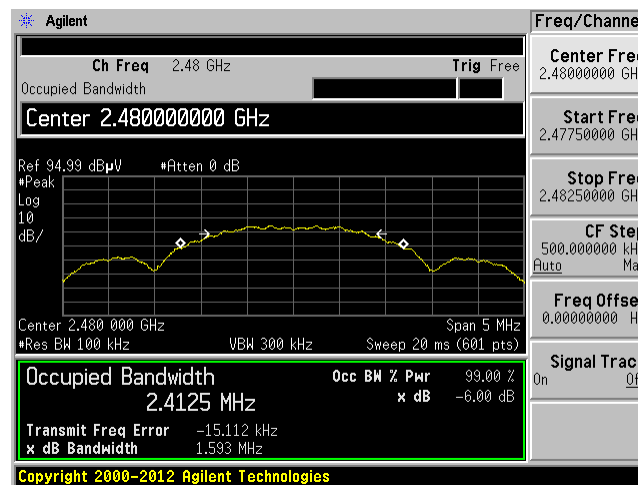 Agilent
Freq/Channe
Ch Freq 2.48 GHz Trig Free
Occupied Bandwidth
Center 2.480000000 GHz
Ref 94.99 dBµV #Atten 0 dB
#Peak
Log
10
dB/
Center 2.480 000 GHz Span 5 MHz
#Res BW 100 kHz VBW 300 kHz Sweep 20 ms (601 pts)
Occupied Bandwidth
2.4125 MHz
Occ BW % Pwr 99.00 %
x dB -6.00 dB
Transmit Freq Error -15.112 kHz
x dB Bandwidth 1.593 MHz
Center Fre
2.48000000 GH
Start Fre
2.47750000 GH
Stop Fre
2.48250000 GH
CF Ste
500.000000 kH
Auto Ma
Freq Offse
0.00000000 H
Signal Trac
On Of
Copyright 2000-2012 Agilent Technologies